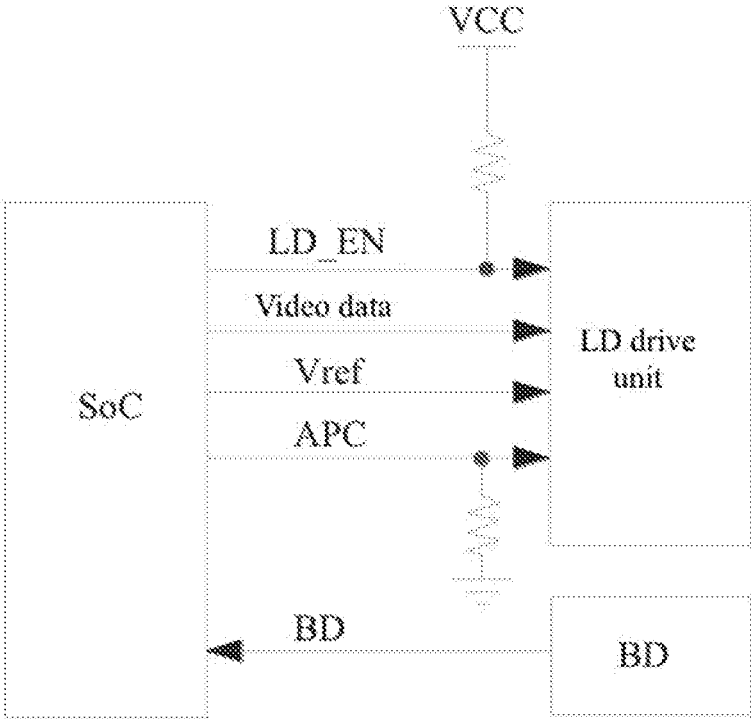 VCC
LD_EN
Video data
Vref
APC
SoC
LD drive
unit
BD
BD